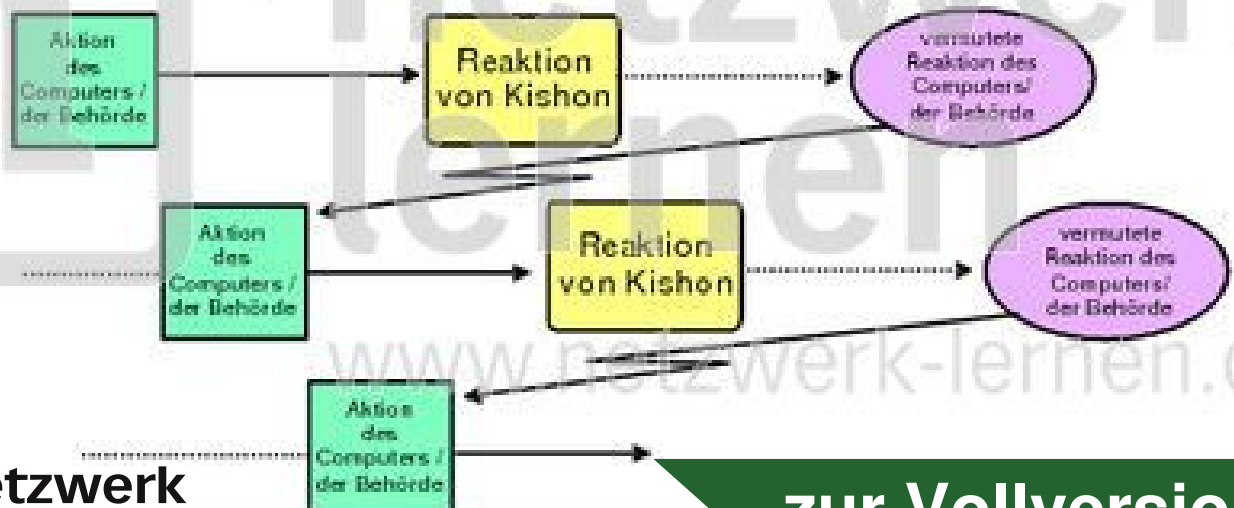 Aktion
des
Computers /
der Behörde
Reaktion
von Kishon
vermutete
Reaktion des
Computers/
der Behörde
Aktion
des
Computers /
der Behörde
Reaktion
von Kishon
vermutete
Reaktion des
Computers/
der Behörde
Aktion
des
Computers /
der Behörde
netzwer
lernen
www.netzwerk-lernen.
etzwerk
zur Vollversio